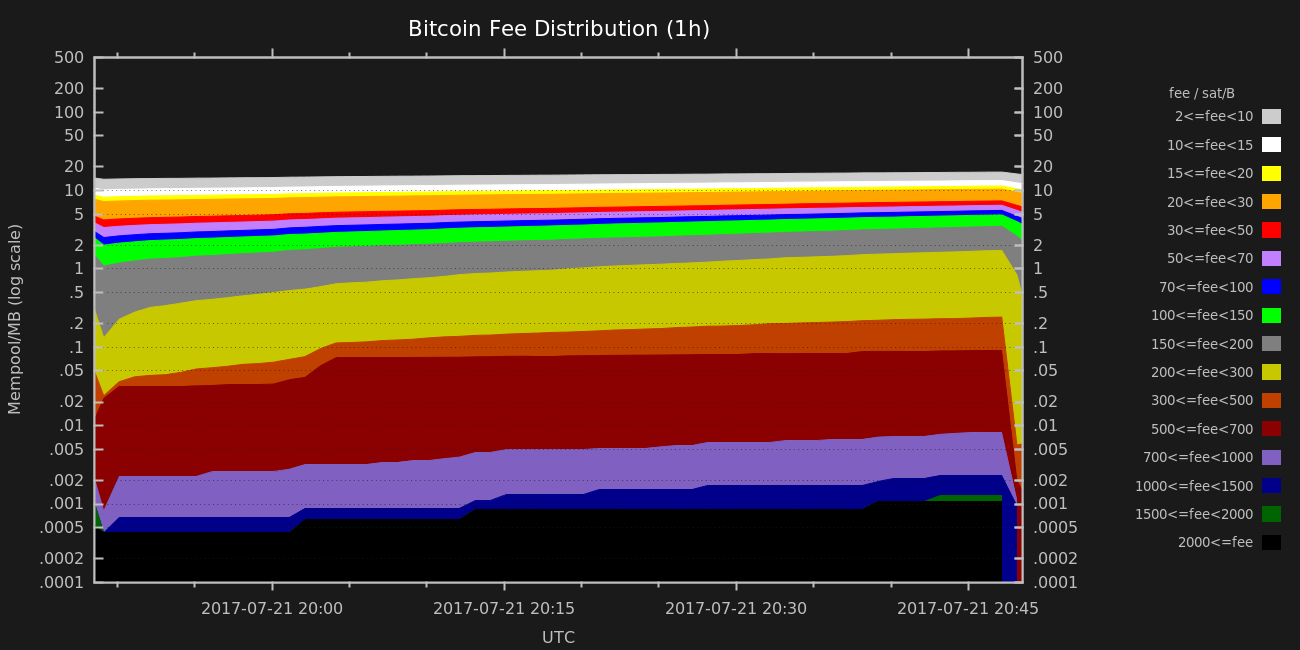 Bitcoin Fee Distribution (1h)
500
200
100
50
20
10
5
2
1
.5
.2
.1
.05
.02
.01
.005
.002
.001
.0005
.0002
.0001
Mempool/MB (log scale)
500
200
100
50
20
10
5
2
1
.5
.2
.1
.05
.02
.01
.005
.002
.001
.0005
.0002
.0001
2017-07-21 20:00 2017-07-21 20:15 2017-07-21 20:30 2017-07-21 20:45
UTC
fee / sat/B
2<=fee<10
10<=fee<15
15<=fee<20
20<=fee<30
30<=fee<50
50<=fee<70
70<=fee<100
100<=fee<150
150<=fee<200
200<=fee<300
300<=fee<500
500<=fee<700
700<=fee<1000
1000<=fee<1500
1500<=fee<2000
2000<=fee